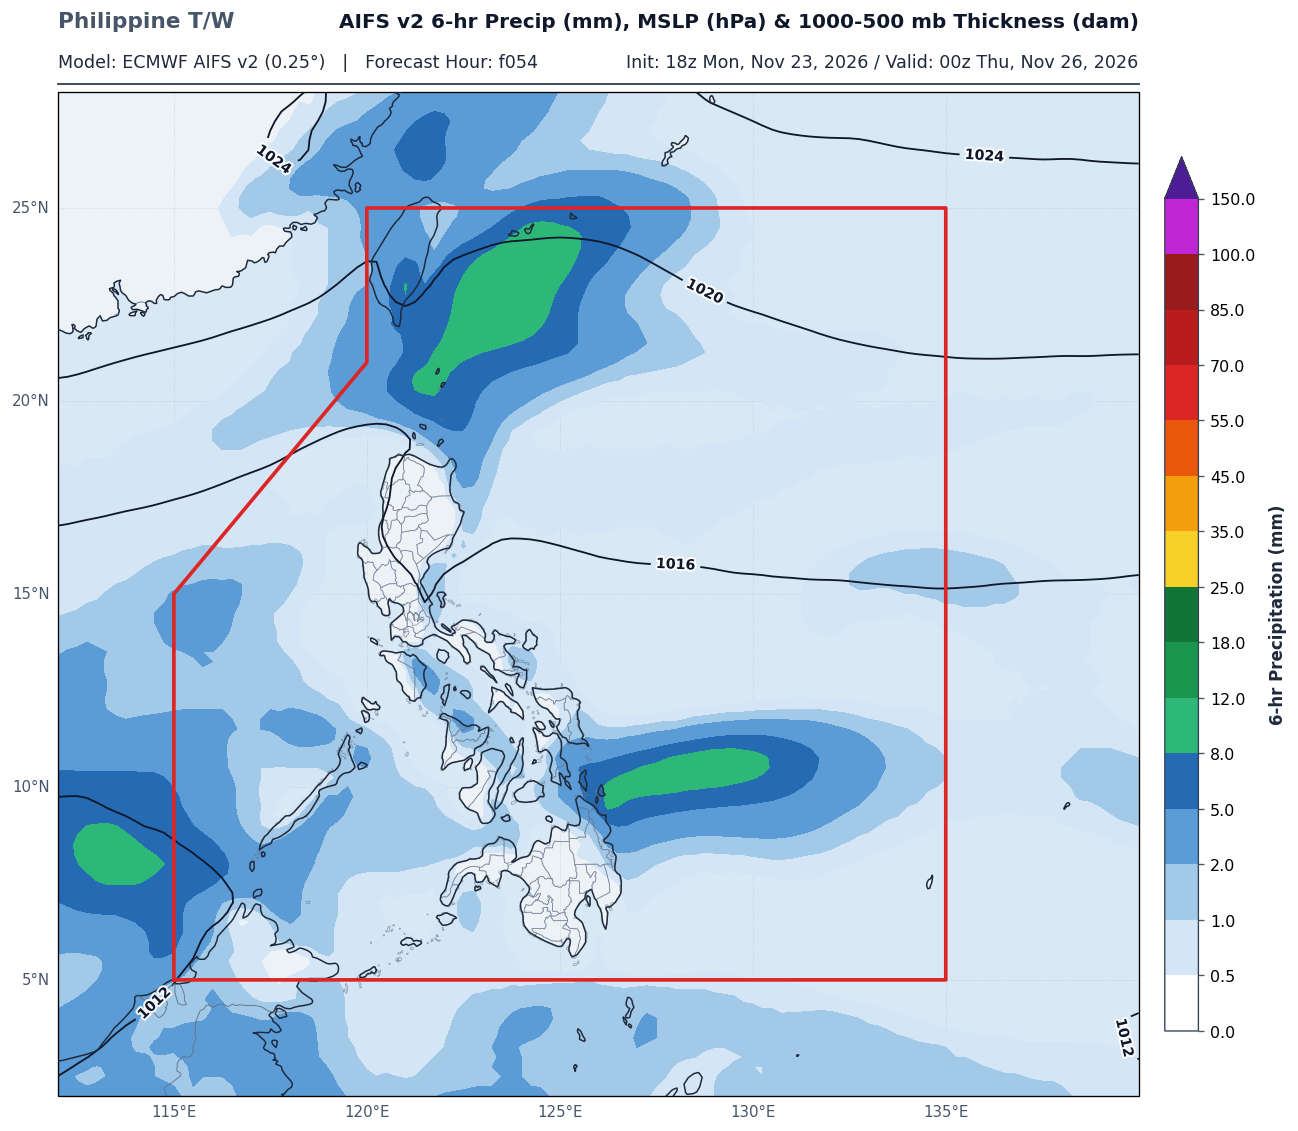 Philippine T/W
AIFS v2 6-hr Precip (mm), MSLP (hPa) & 1000-500 mb Thickness (dam)
Model: ECMWF AIFS v2 (0.25°)   |   Forecast Hour: f054
Init: 18z Mon, Nov 23, 2026 / Valid: 00z Thu, Nov 26, 2026
1024
1024
25°N
1020
20°N
1016
15°N
10°N
5°N
1012
1012
115°E
120°E
125°E
130°E
135°E
150.0
100.0
85.0
70.0
55.0
45.0
35.0
25.0
18.0
12.0
8.0
5.0
2.0
1.0
0.5
0.0
6-hr Precipitation (mm)